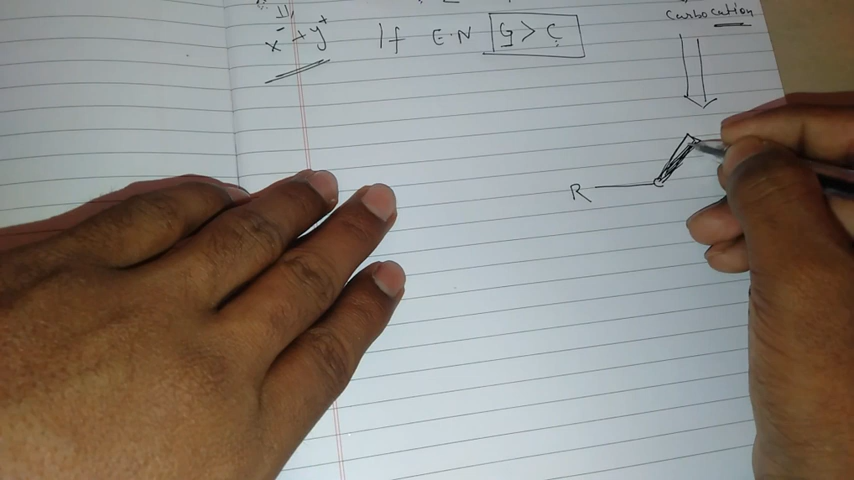 Carbocation
x⁻ + y⁺ If E·N G > C
R